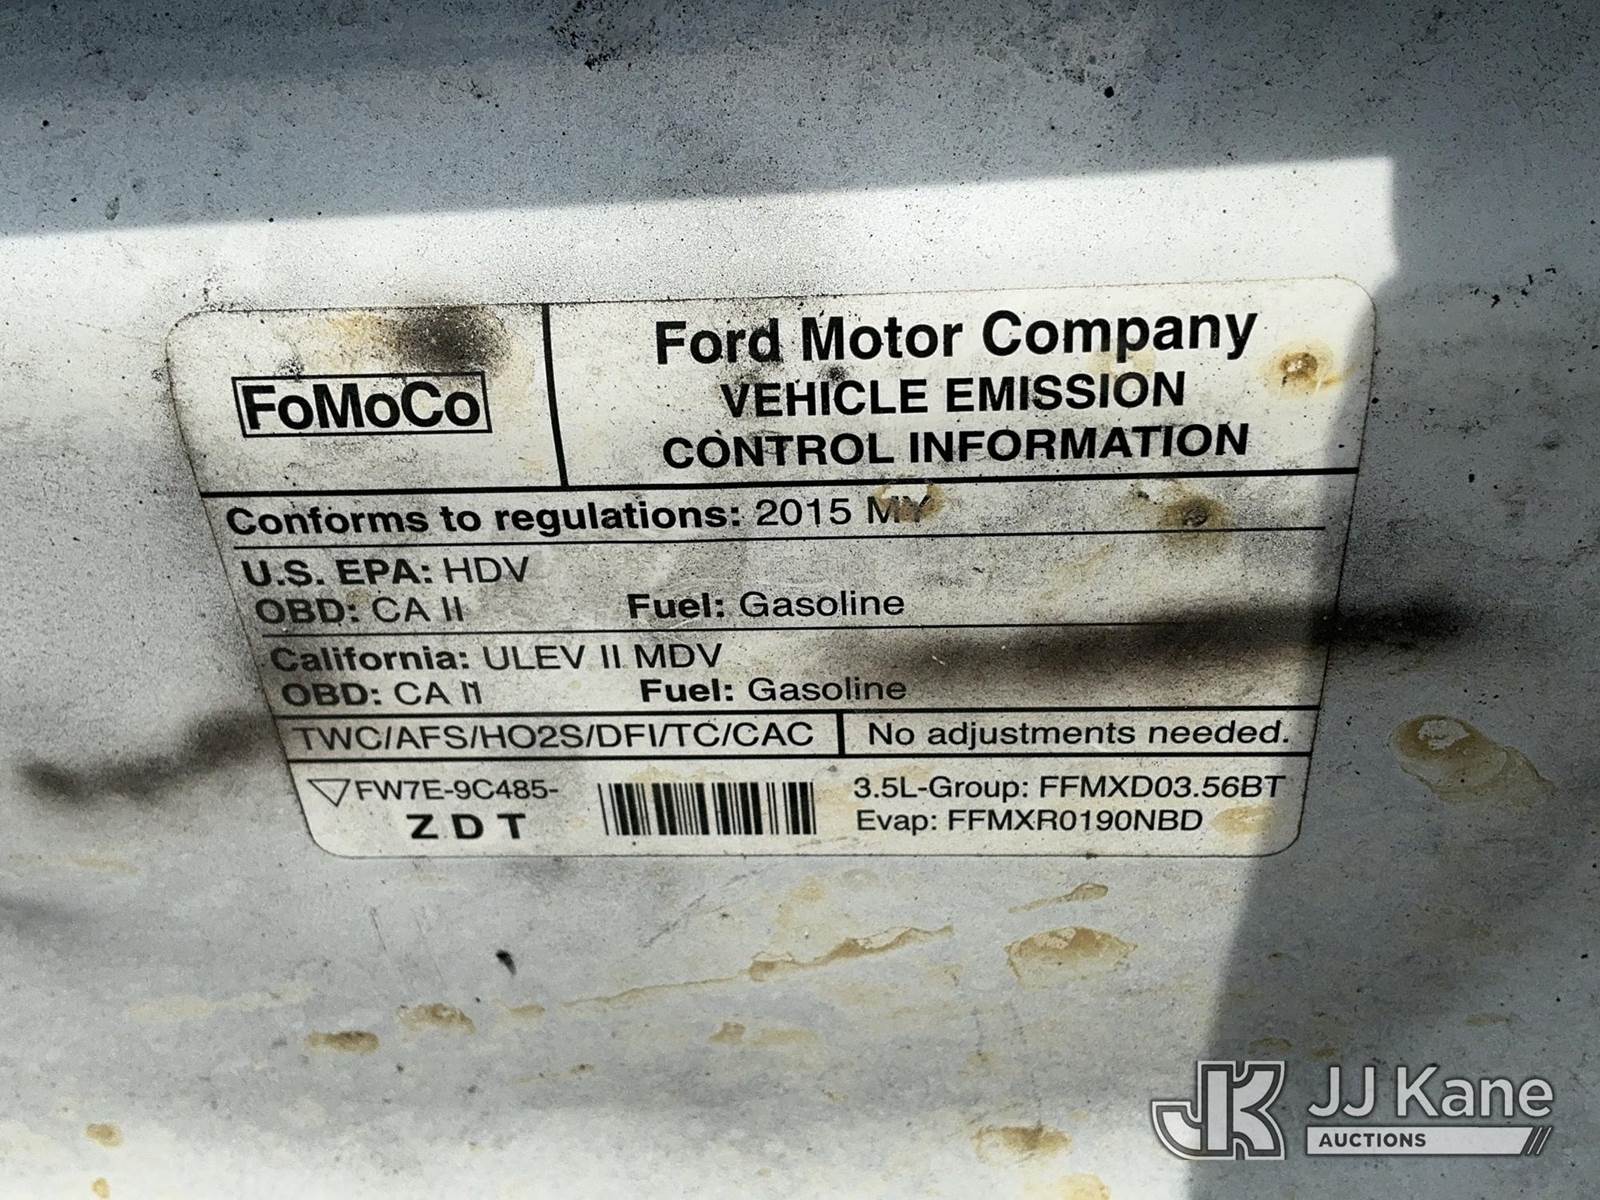 FoMoCo
Ford Motor Company
VEHICLE EMISSION
CONTROL INFORMATION
Conforms to regulations: 2015 MY
U.S. EPA: HDV
OBD: CA II Fuel: Gasoline
California: ULEV II MDV
OBD: CA II Fuel: Gasoline
TWC/AFS/HO2S/DFI/TC/CAC No adjustments needed.
FW7E-9C485-
ZDT
3.5L-Group: FFMXD03.56BT
Evap: FFMXR0190NBD
JK JJ Kane
AUCTIONS